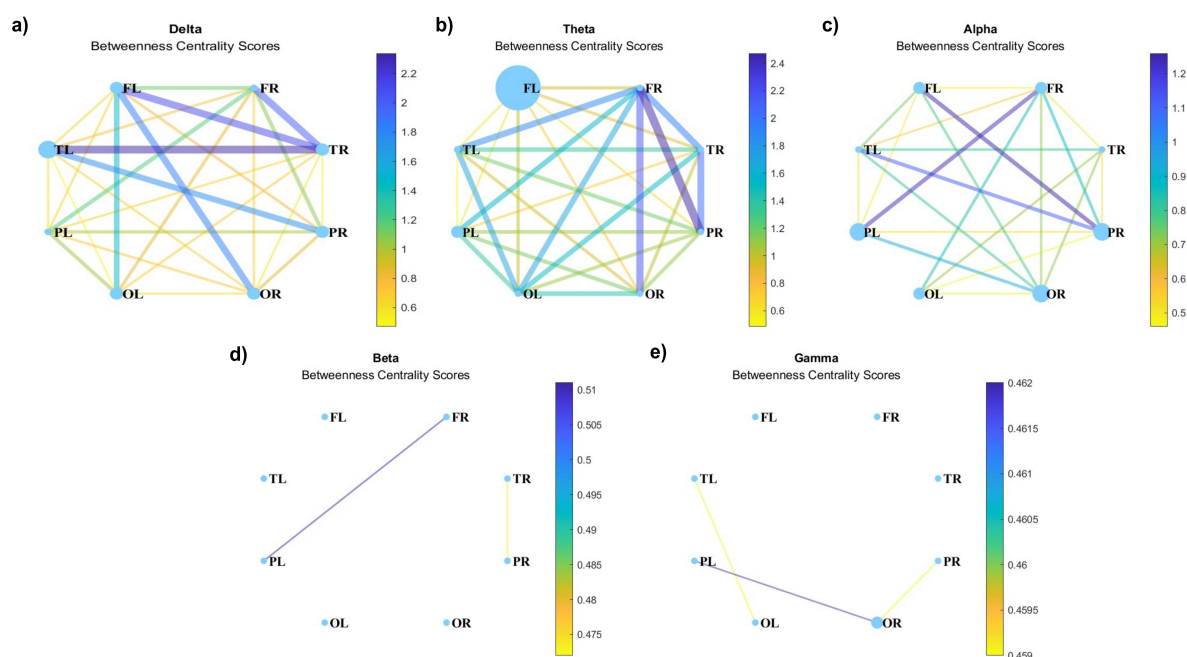 a)
Delta
Betweenness Centrality Scores
FL
FR
TL
TR
PL
PR
OL
OR
2.2
2
1.8
1.6
1.4
1.2
1
0.8
0.6
b)
Theta
Betweenness Centrality Scores
FL
FR
TL
TR
PL
PR
OL
OR
2.4
2.2
2
1.8
1.6
1.4
1.2
1
0.8
0.6
c)
Alpha
Betweenness Centrality Scores
FL
FR
TL
TR
PL
PR
OL
OR
1.2
1.1
1
0.9
0.8
0.7
0.6
0.5
d)
Beta
Betweenness Centrality Scores
FL
FR
TL
TR
PL
PR
OL
OR
0.51
0.505
0.5
0.495
0.49
0.485
0.48
0.475
e)
Gamma
Betweenness Centrality Scores
FL
FR
TL
TR
PL
PR
OL
OR
0.462
0.4615
0.461
0.4605
0.46
0.4595
0.459